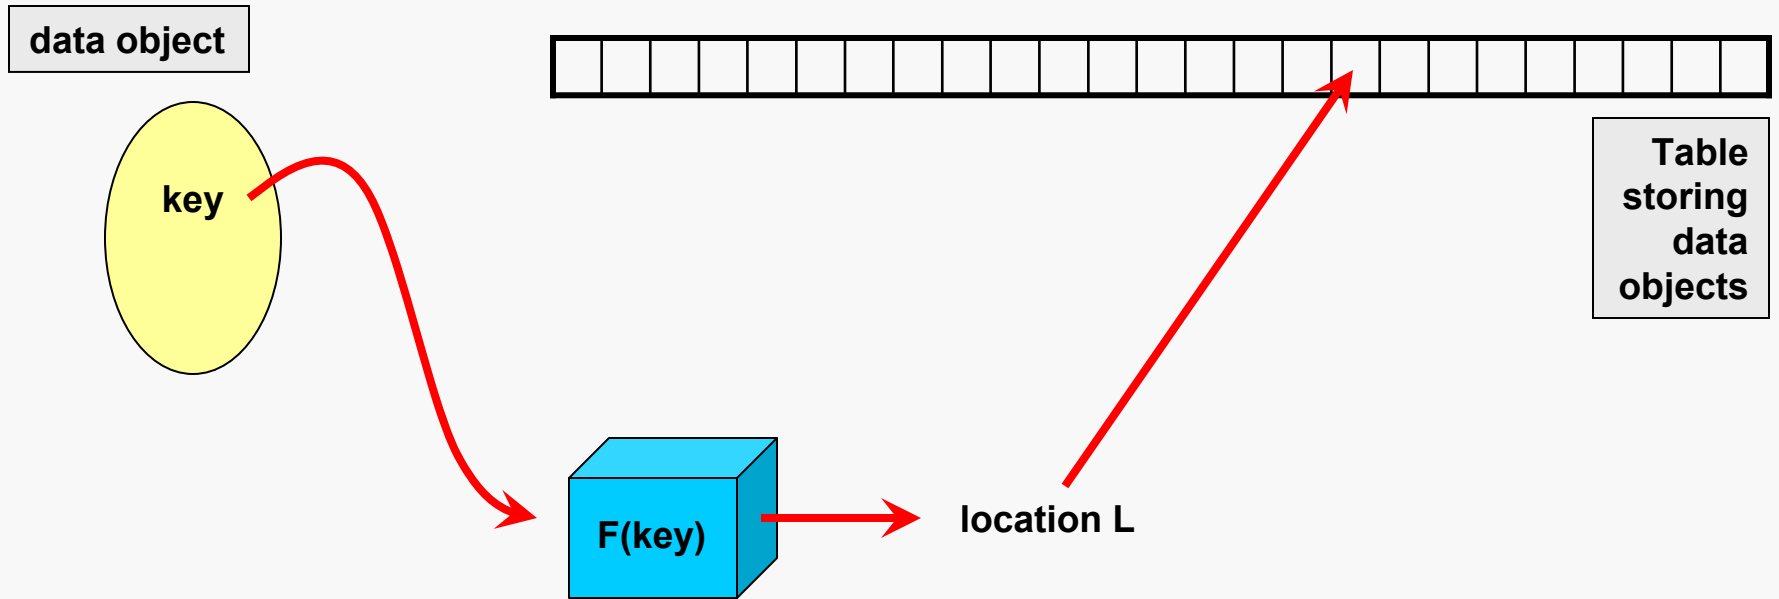 data object
key
Table
storing
data
objects
F(key)
location L